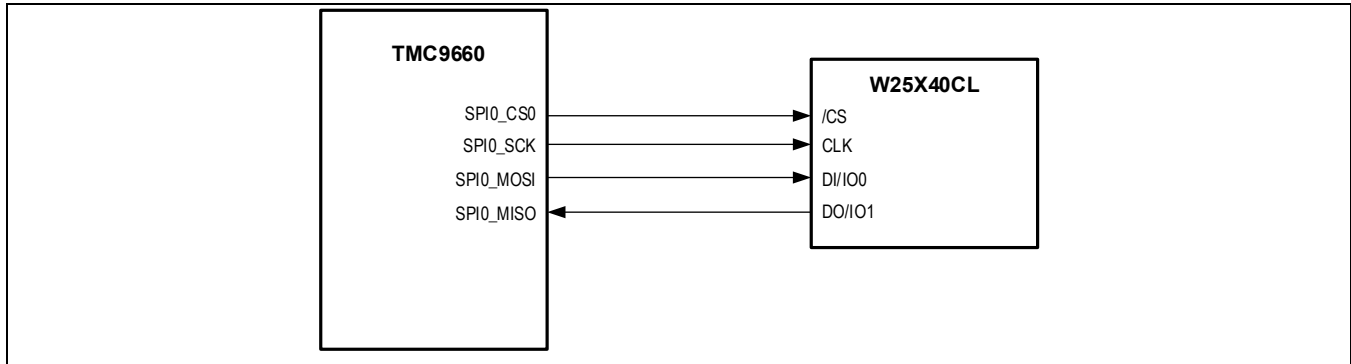 TMC9660
SPI0_CS0
SPI0_SCK
SPI0_MOSI
SPI0_MISO
W25X40CL
/CS
CLK
DI/IO0
DO/IO1